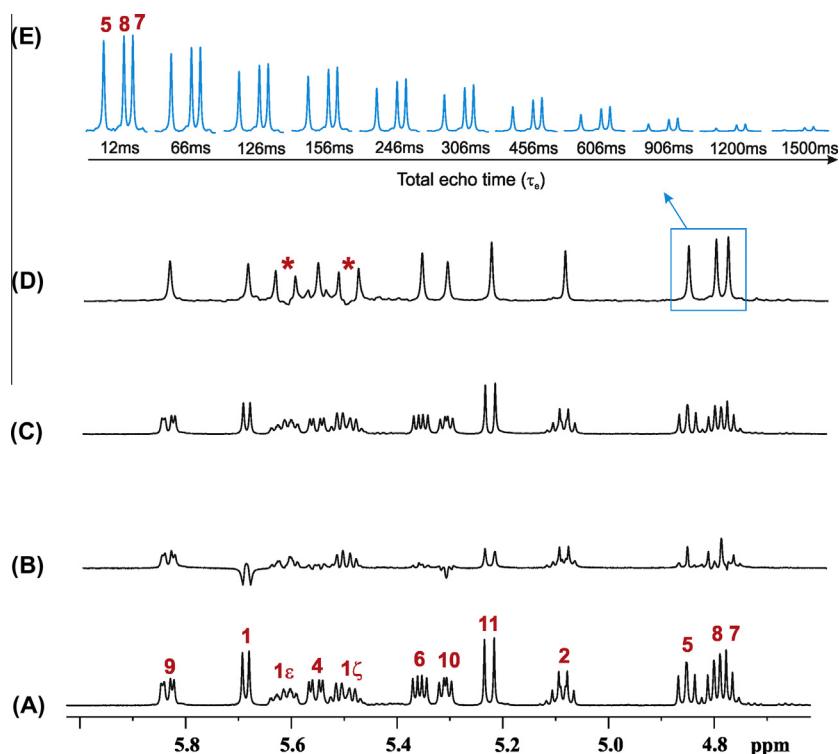 (E)
5 8 7
12ms 66ms 126ms 156ms 246ms 306ms 456ms 606ms 906ms 1200ms 1500ms
Total echo time (τe)
(D)
* *
(C)
(B)
(A)
9 1 1ε 4 1ζ 6 10 11 2 5 8 7
5.8 5.6 5.4 5.2 5.0 4.8 ppm